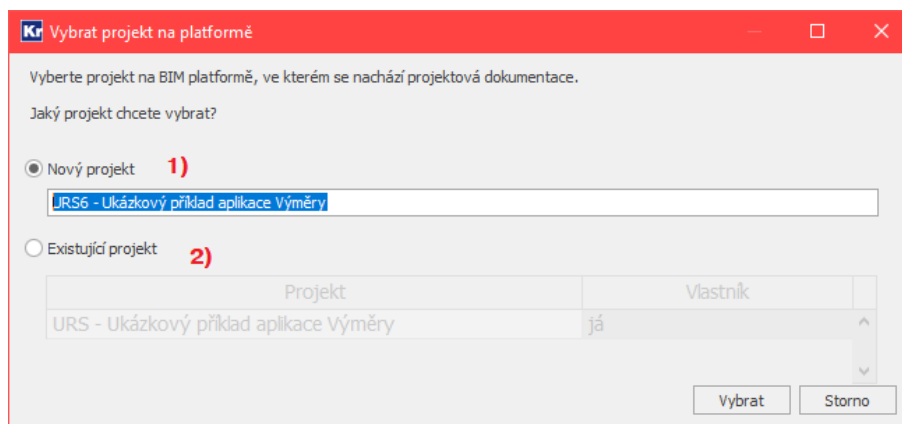 Kr Vybrat projekt na platformě
Vyberte projekt na BIM platformě, ve kterém se nachází projektová dokumentace.
Jaký projekt chcete vybrat?
Nový projekt 1)
URS6 - Ukázkový příklad aplikace Výměry
Existující projekt 2)
Projekt Vlastník
URS - Ukázkový příklad aplikace Výměry já
Vybrat Storno